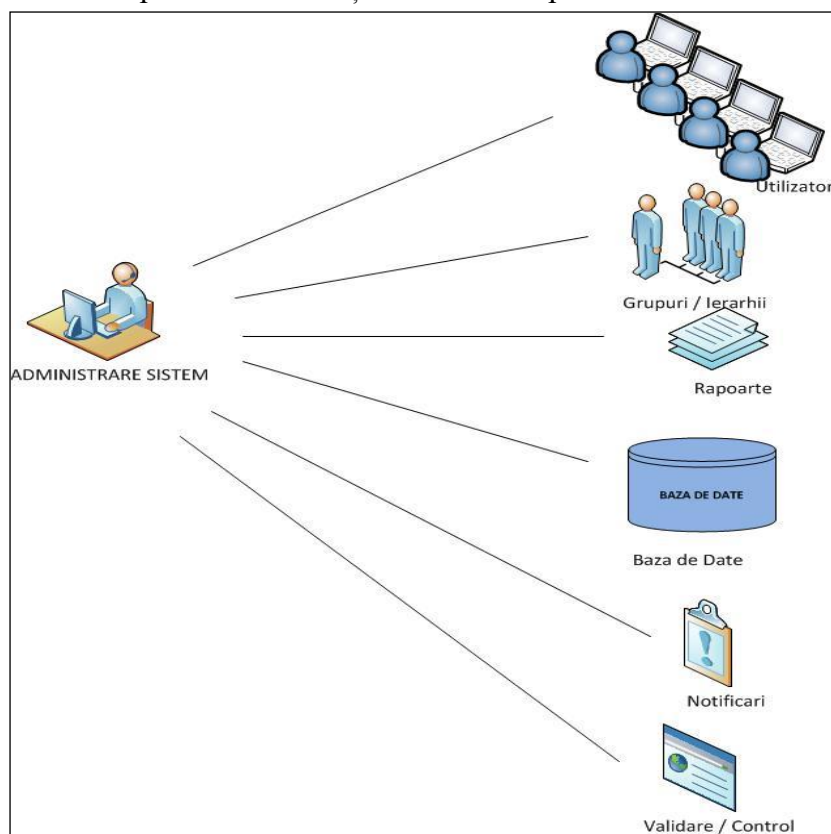 Utilizator
Grupuri / Ierarhii
ADMINISTRARE SISTEM
Rapoarte
BAZA DE DATE
Baza de Date
Notificari
Validare / Control